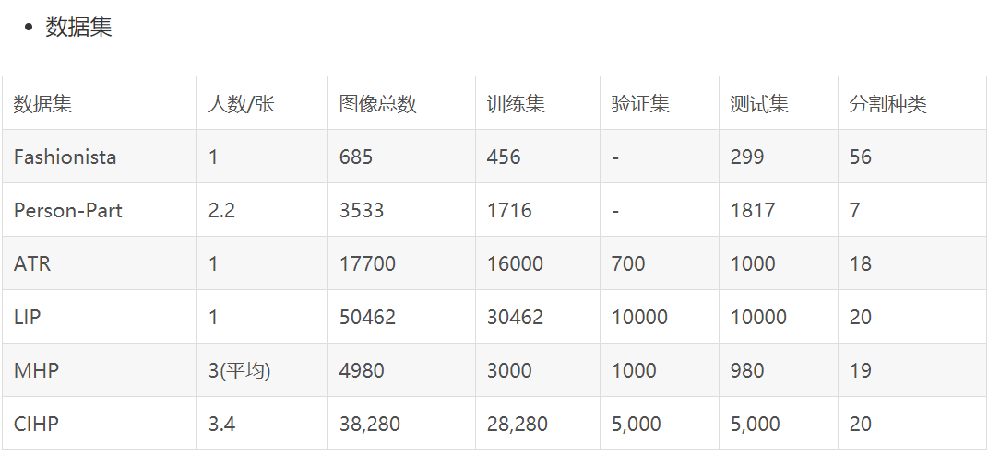 数据集
数据集 人数/张 图像总数 训练集 验证集 测试集 分割种类
Fashionista 1 685 456 - 299 56
Person-Part 2.2 3533 1716 - 1817 7
ATR 1 17700 16000 700 1000 18
LIP 1 50462 30462 10000 10000 20
MHP 3(平均) 4980 3000 1000 980 19
CIHP 3.4 38,280 28,280 5,000 5,000 20